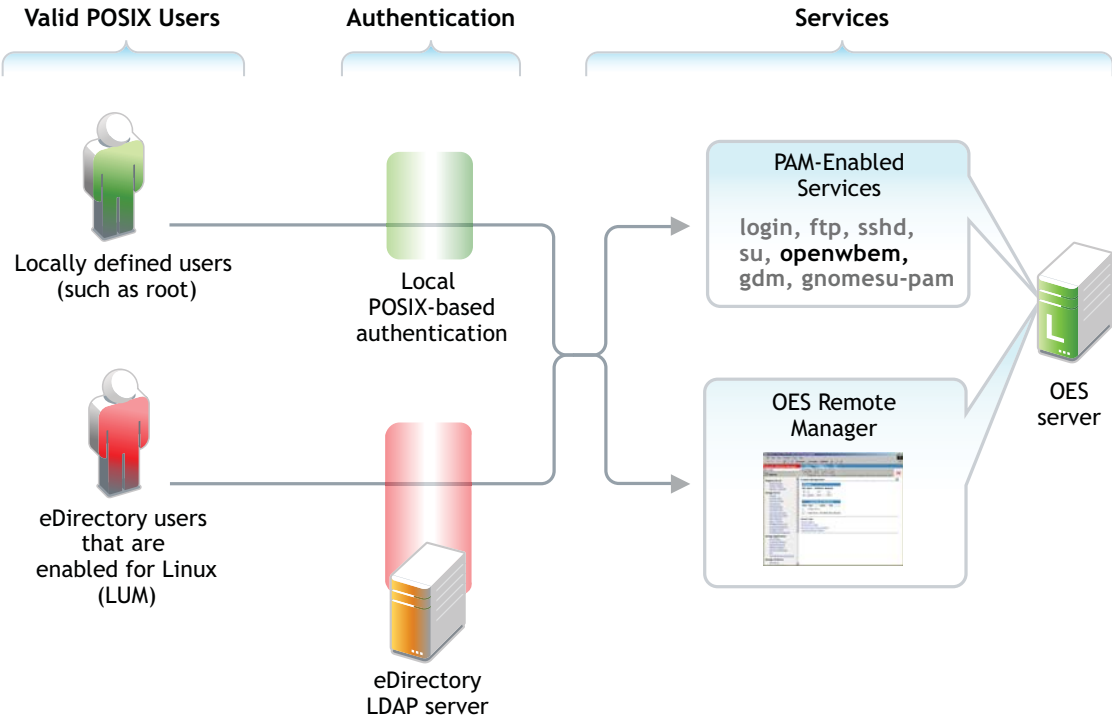 Valid POSIX Users
Authentication
Services
Locally defined users
(such as root)
Local
POSIX-based
authentication
PAM-Enabled
Services
login, ftp, sshd,
su, openwbem,
gdm, gnomesu-pam
L
OES
server
eDirectory users
that are
enabled for Linux
(LUM)
eDirectory
LDAP server
OES Remote
Manager